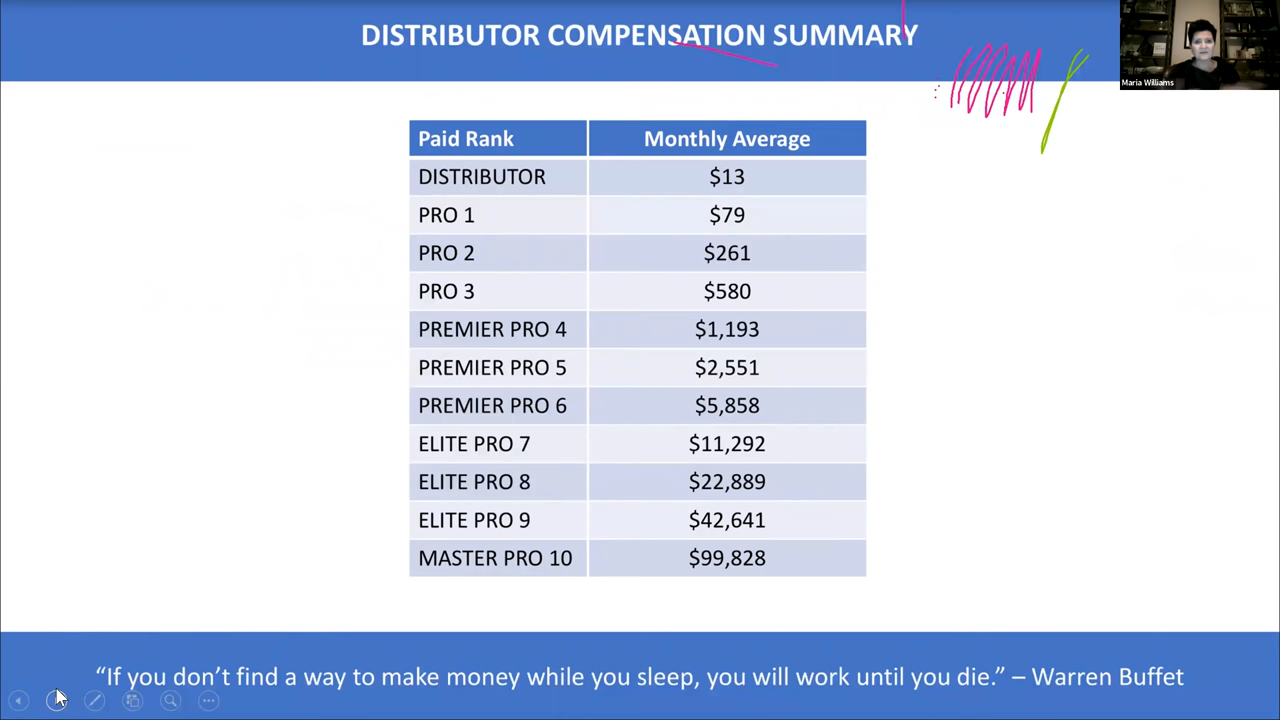 DISTRIBUTOR COMPENSATION SUMMARY
Maria Williams
Paid Rank Monthly Average
DISTRIBUTOR $13
PRO 1 $79
PRO 2 $261
PRO 3 $580
PREMIER PRO 4 $1,193
PREMIER PRO 5 $2,551
PREMIER PRO 6 $5,858
ELITE PRO 7 $11,292
ELITE PRO 8 $22,889
ELITE PRO 9 $42,641
MASTER PRO 10 $99,828
“If you don’t find a way to make money while you sleep, you will work until you die.” – Warren Buffet